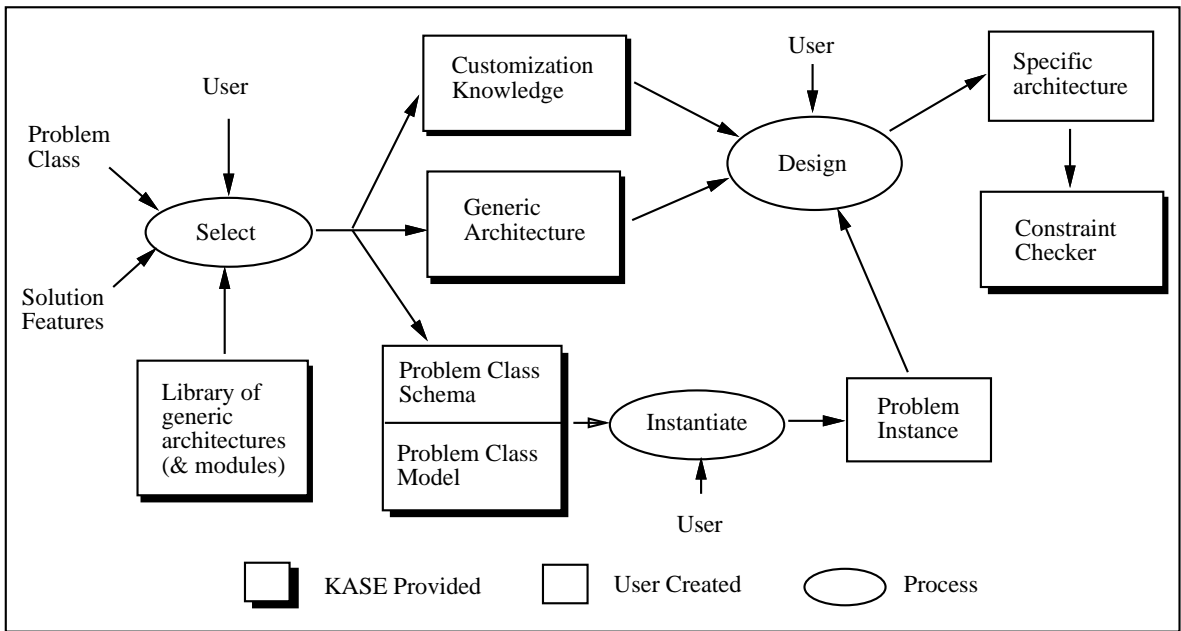 User
Problem
Class
Select
Solution
Features
Library of
generic
architectures
(& modules)
Customization
Knowledge
Generic
Architecture
Problem Class
Schema
Problem Class
Model
Instantiate
User
Problem
Instance
User
Design
Specific
architecture
Constraint
Checker
KASE Provided
User Created
Process